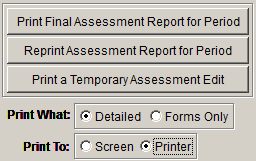 Print Final Assessment Report for Period
Reprint Assessment Report for Period
Print a Temporary Assessment Edit
Print What: Detailed Forms Only
Print To: Screen Printer